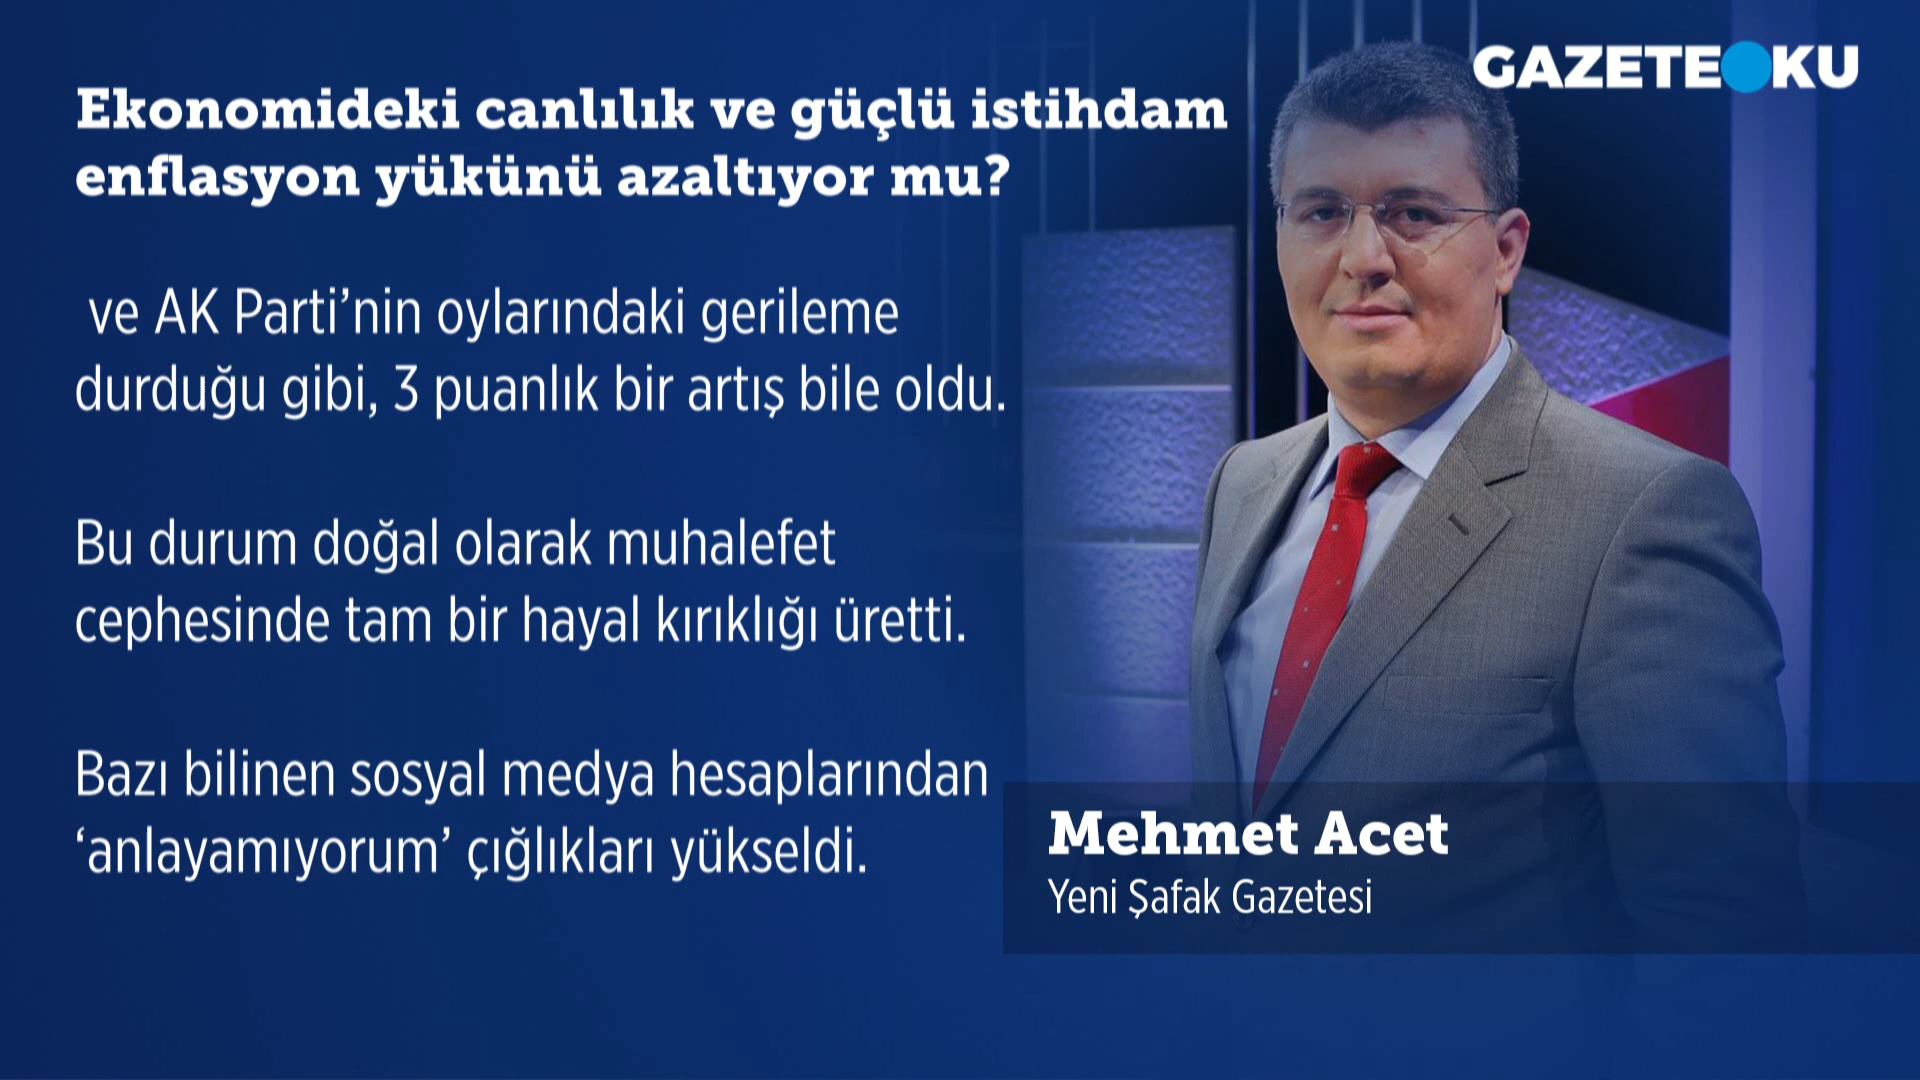 GAZETEOKU
Ekonomideki canlılık ve güçlü istihdam
enflasyon yükünü azaltıyor mu?
ve AK Parti’nin oylarındaki gerileme
durduğu gibi, 3 puanlık bir artış bile oldu.
Bu durum doğal olarak muhalefet
cephesinde tam bir hayal kırıklığı üretti.
Bazı bilinen sosyal medya hesaplarından
‘anlayamıyorum’ çığlıkları yükseldi.
Mehmet Acet
Yeni Şafak Gazetesi